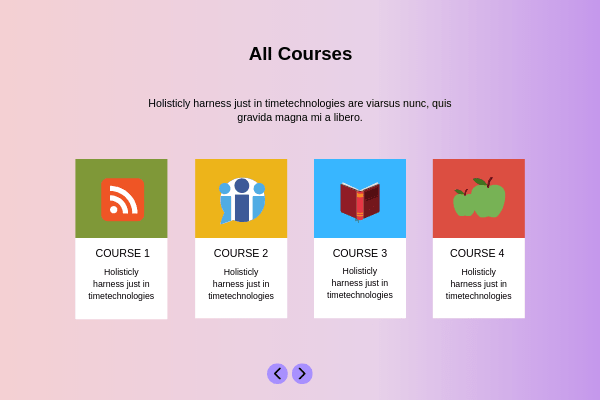 All Courses
Holisticly harness just in timetechnologies are viarsus nunc, quis
gravida magna mi a libero.
COURSE 1
Holisticly
harness just in
timetechnologies
COURSE 2
Holisticly
harness just in
timetechnologies
COURSE 3
Holisticly
harness just in
timetechnologies
COURSE 4
Holisticly
harness just in
timetechnologies